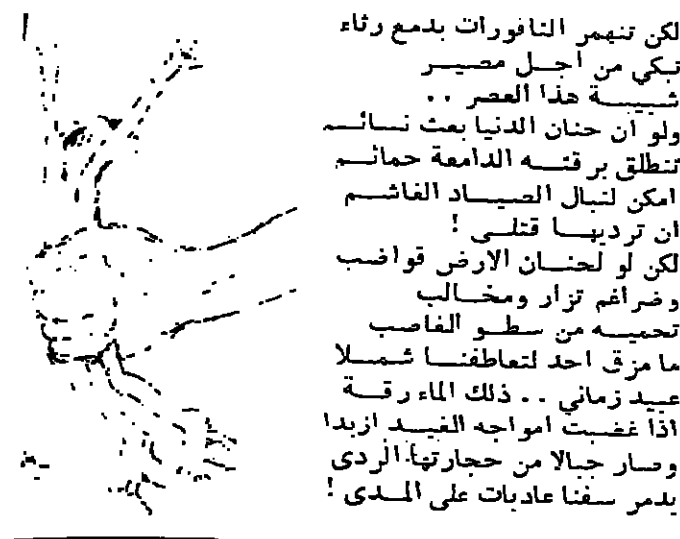 لكن تنهمر النافورات بدمع رثاء
تبكي من اجل مصير
شبيبة هذا العصر . .
ولو ان حنان الدنيا بعث نسائم
تنطلق برقته الدامعة حمائم
امكن لنبال الصياد الغاشم
ان ترديها قتلى !
لكن لو لحنان الارض قواضب
وضراغم تزار ومخالب
تحميه من سطو الغاصب
ما مزق احد لتعاطفنا شملا
عبيد زماني . . ذلك الماء رقة
اذا غضبت امواجه الغيد ازبدا
وصار جبالا من حجارتها الردى
يدمر سفنا عاديات على المدى !